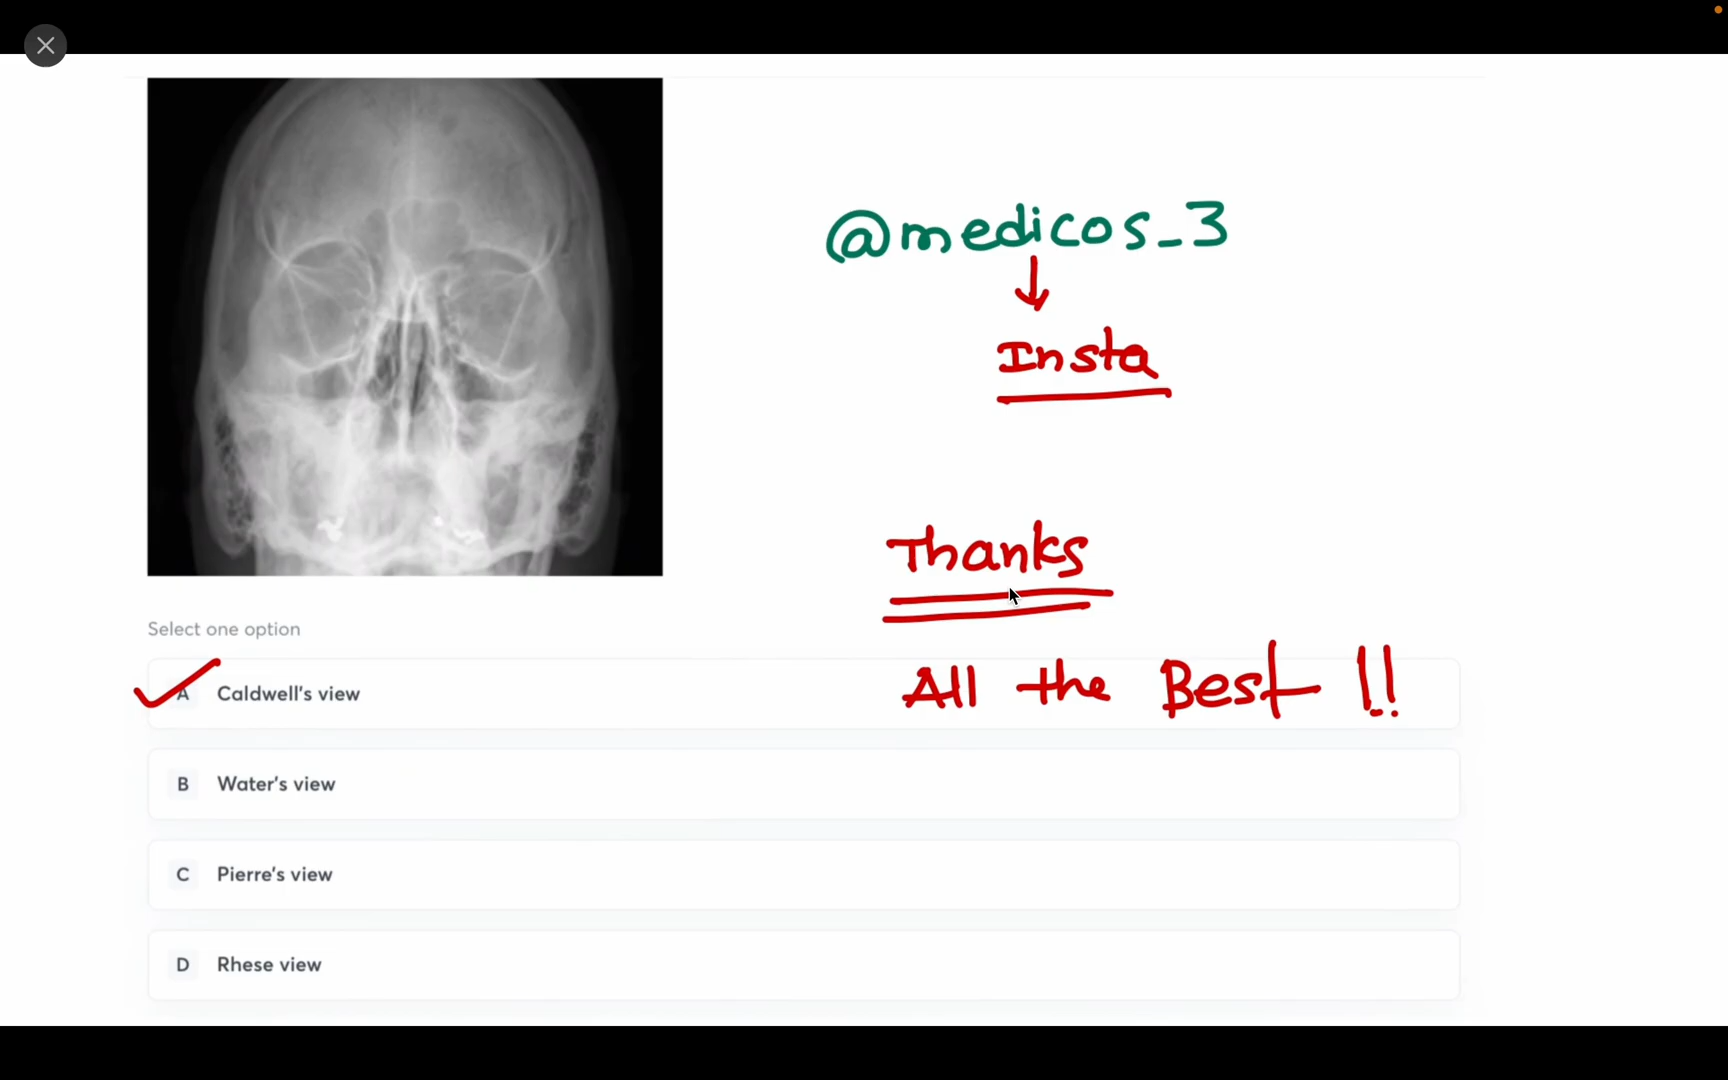 @medicos_3
Insta
Thanks
Select one option
A Caldwell's view
All the Best !!
B Water's view
C Pierre's view
D Rhese view